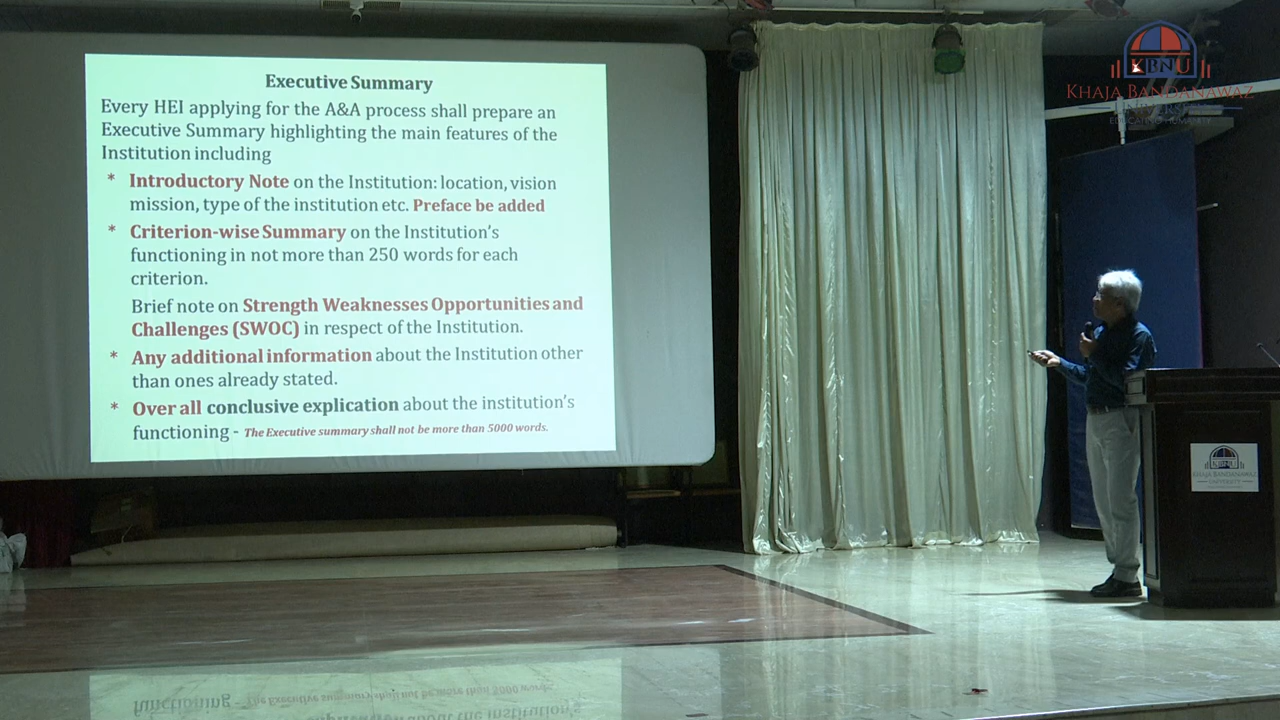 Executive Summary
Every HEI applying for the A&A process shall prepare an
Executive Summary highlighting the main features of the
Institution including
* Introductory Note on the Institution: location, vision
mission, type of the institution etc. Preface be added
* Criterion-wise Summary on the Institution's
functioning in not more than 250 words for each
criterion.
Brief note on Strength Weaknesses Opportunities and
Challenges (SWOC) in respect of the Institution.
* Any additional information about the Institution other
than ones already stated.
* Over all conclusive explication about the institution's
functioning - The Executive summary shall not be more than 5000 words.
KBNU
Khaja Bandanawaz
University
KBNU
Khaja Bandanawaz
University